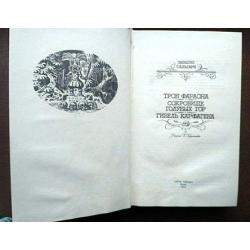 ЭМИЛИО
САЛЬГАРИ
ТРОН ФАРАОНА
СОКРОВИЩЕ
ГОЛУБЫХ ГОР
ГИБЕЛЬ КАРФАГЕНА